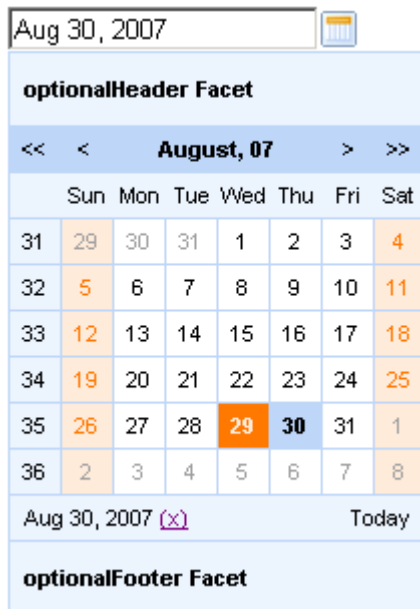 Aug 30, 2007
optionalHeader Facet
<< < August, 07 > >>
Sun Mon Tue Wed Thu Fri Sat
31 29 30 31 1 2 3 4
32 5 6 7 8 9 10 11
33 12 13 14 15 16 17 18
34 19 20 21 22 23 24 25
35 26 27 28 29 30 31 1
36 2 3 4 5 6 7 8
Aug 30, 2007 (x) Today
optionalFooter Facet